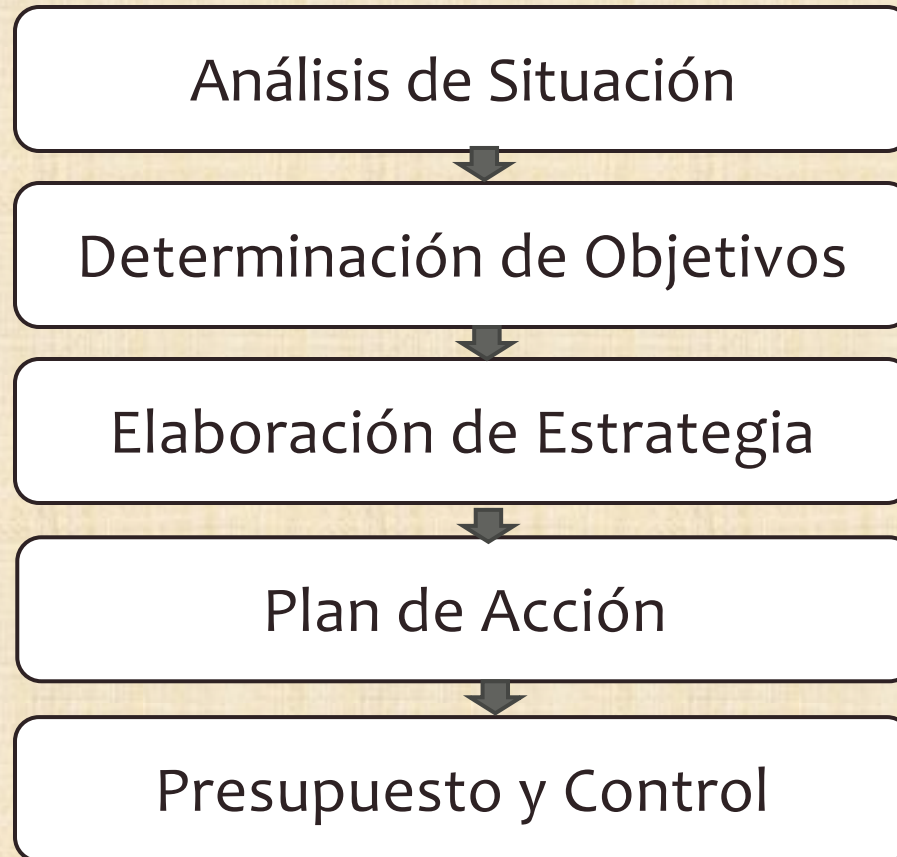 Análisis de Situación
Determinación de Objetivos
Elaboración de Estrategia
Plan de Acción
Presupuesto y Control